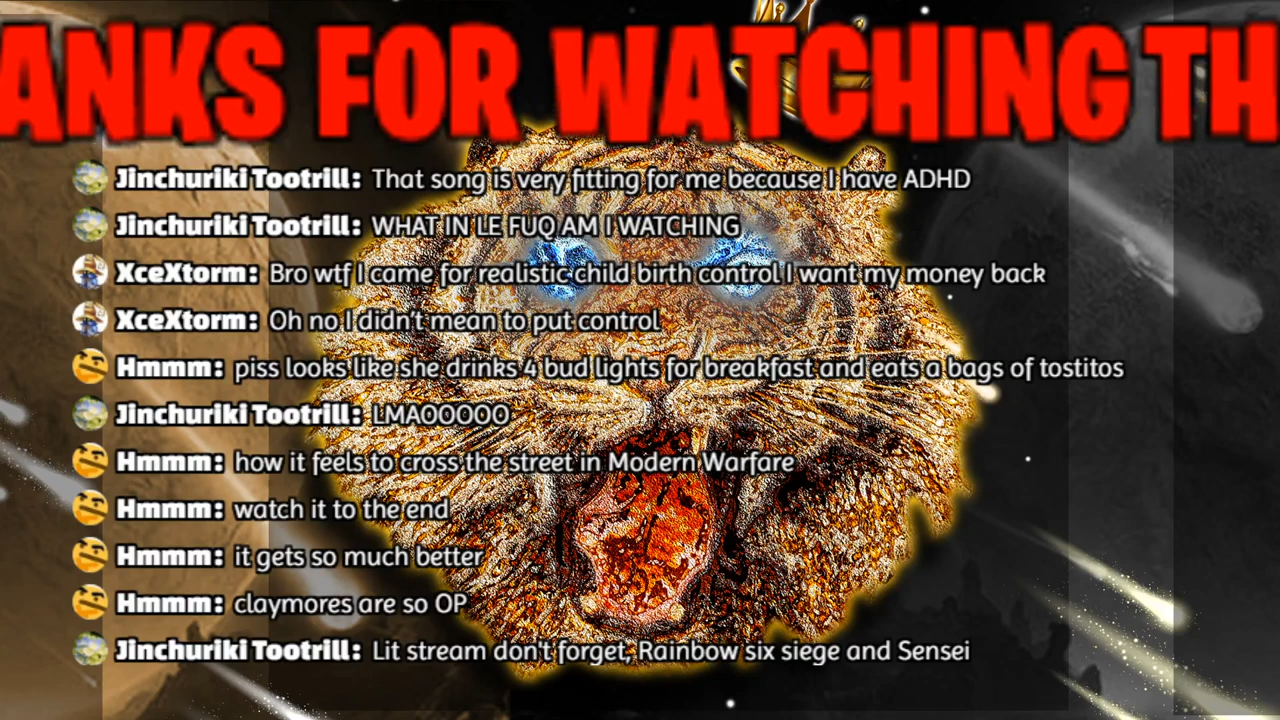 ANKS FOR WATCHING TH
Jinchuriki Tootrill: That song is very fitting for me because I have ADHD
Jinchuriki Tootrill: WHAT IN LE FUQ AM I WATCHING
XceXtorm: Bro wtf I came for realistic child birth control I want my money back
XceXtorm: Oh no I didn't mean to put control
Hmmm: piss looks like she drinks 4 bud lights for breakfast and eats a bags of tostitos
Jinchuriki Tootrill: LMAOOOOO
Hmmm: how it feels to cross the street in Modern Warfare
Hmmm: watch it to the end
Hmmm: it gets so much better
Hmmm: claymores are so OP
Jinchuriki Tootrill: Lit stream don't forget, Rainbow six siege and Sensei